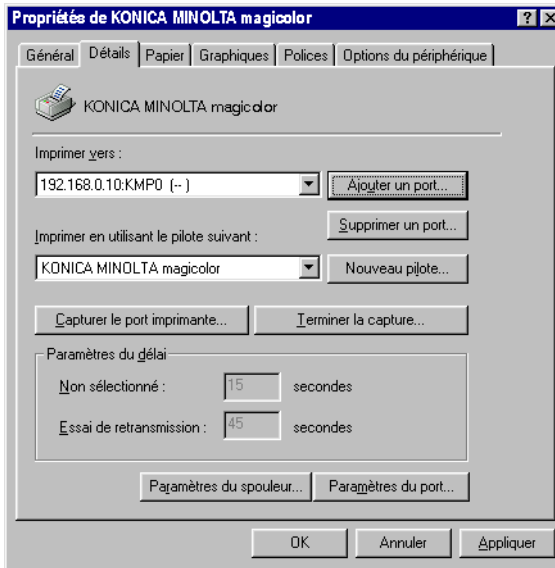 Propriétés de KONICA MINOLTA magicolor
Général Détails Papier Graphiques Polices Options du périphérique
KONICA MINOLTA magicolor
Imprimer vers :
192.168.0.10:KMP0 (-- ) Ajouter un port...
Supprimer un port...
Imprimer en utilisant le pilote suivant :
KONICA MINOLTA magicolor Nouveau pilote...
Capturer le port imprimante... Terminer la capture...
Paramètres du délai
Non sélectionné : 15 secondes
Essai de retransmission : 45 secondes
Paramètres du spouleur... Paramètres du port...
OK Annuler Appliquer